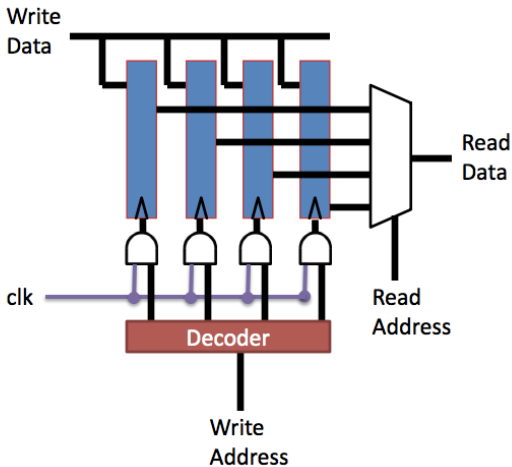 Write
Data
Read
Data
clk
Read
Address
Decoder
Write
Address